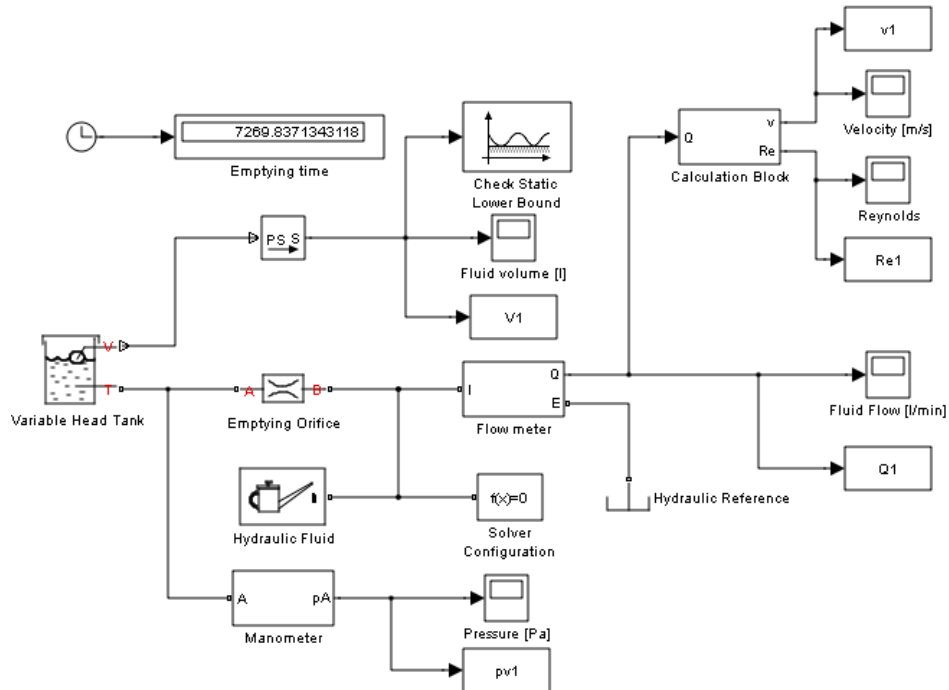 v1
7269.8371343118
Emptying time
Check Static
Lower Bound
Q
v
Re
Calculation Block
Velocity [m/s]
Reynolds
Re1
PS S
Fluid volume [l]
V1
V
T
Variable Head Tank
A
B
Emptying Orifice
I
Q
E
Flow meter
Fluid Flow [l/min]
Q1
Hydraulic Fluid
f(x)=0
Solver
Configuration
Hydraulic Reference
A
pA
Manometer
Pressure [Pa]
pv1